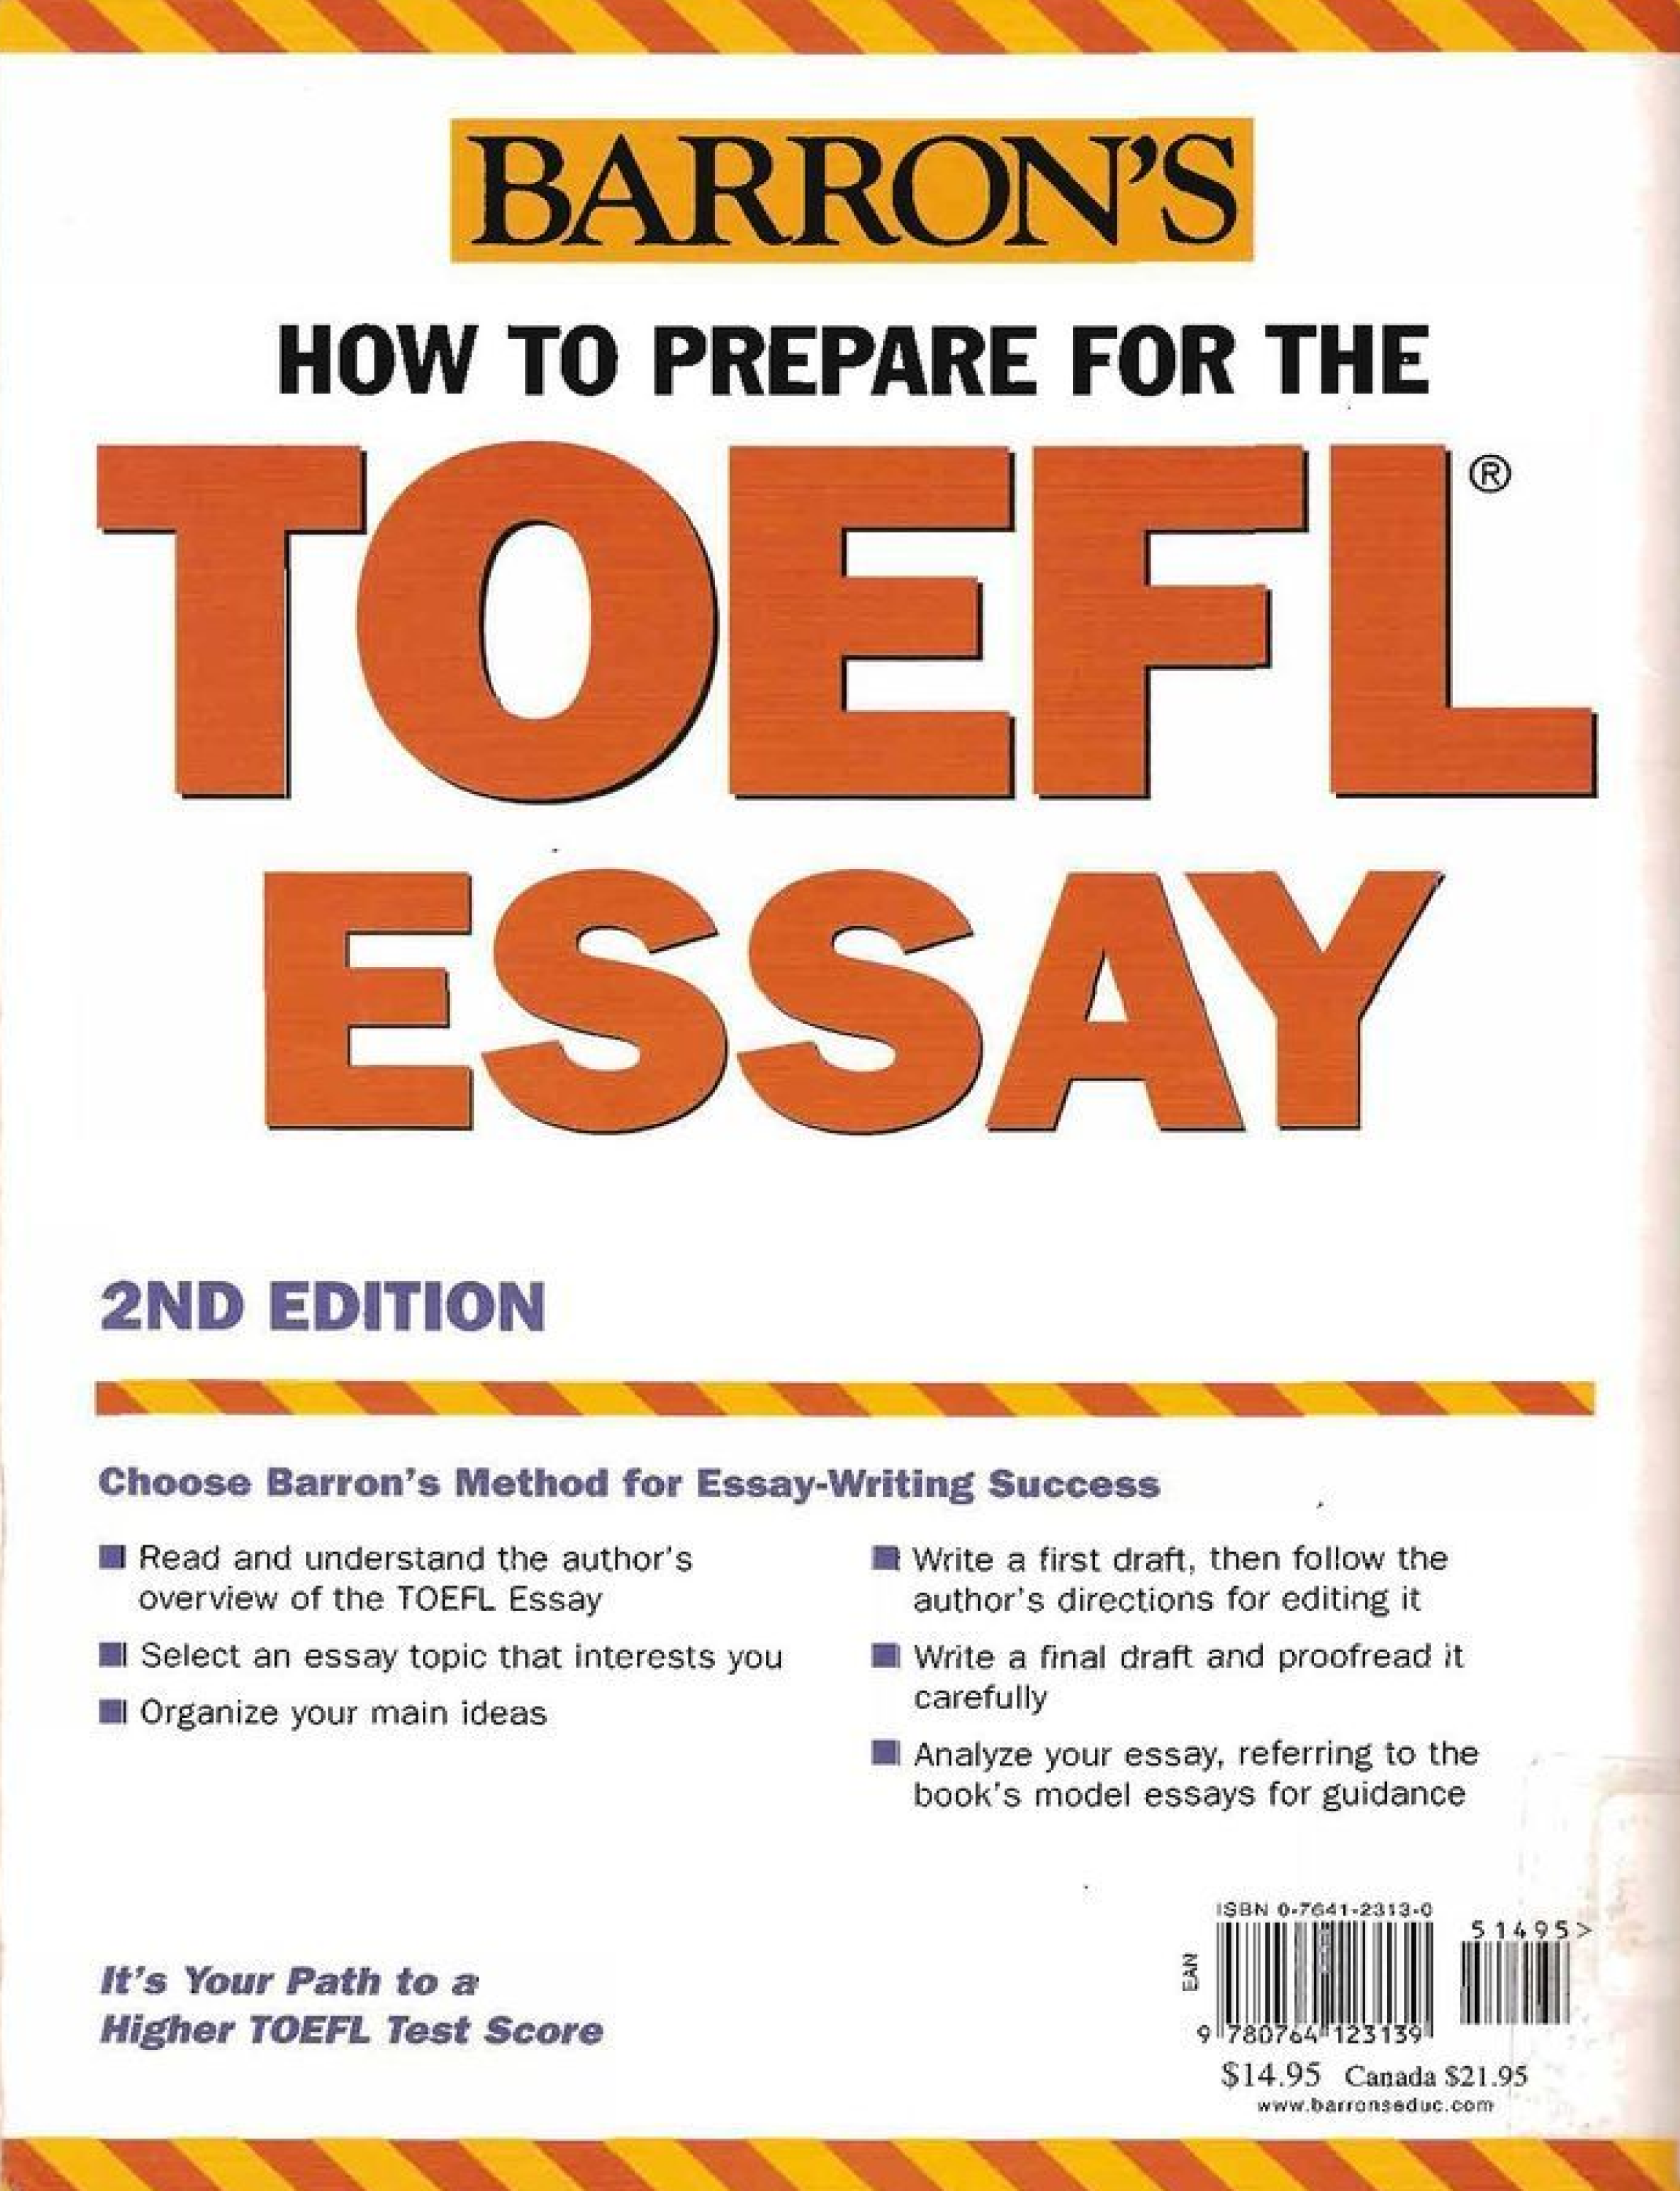 BARRON'S
HOW TO PREPARE FOR THE
TOEFL®
ESSAY
2ND EDITION
Choose Barron's Method for Essay-Writing Success
■ Read and understand the author's
overview of the TOEFL Essay
■ Select an essay topic that interests you
■ Organize your main ideas
■ Write a first draft, then follow the
author's directions for editing it
■ Write a final draft and proofread it
carefully
■ Analyze your essay, referring to the
book's model essays for guidance
It's Your Path to a
Higher TOEFL Test Score
ISBN 0-7641-2313-0
51495>
EAN
9 780764 123139
$14.95 Canada $21.95
www.barronseduc.com